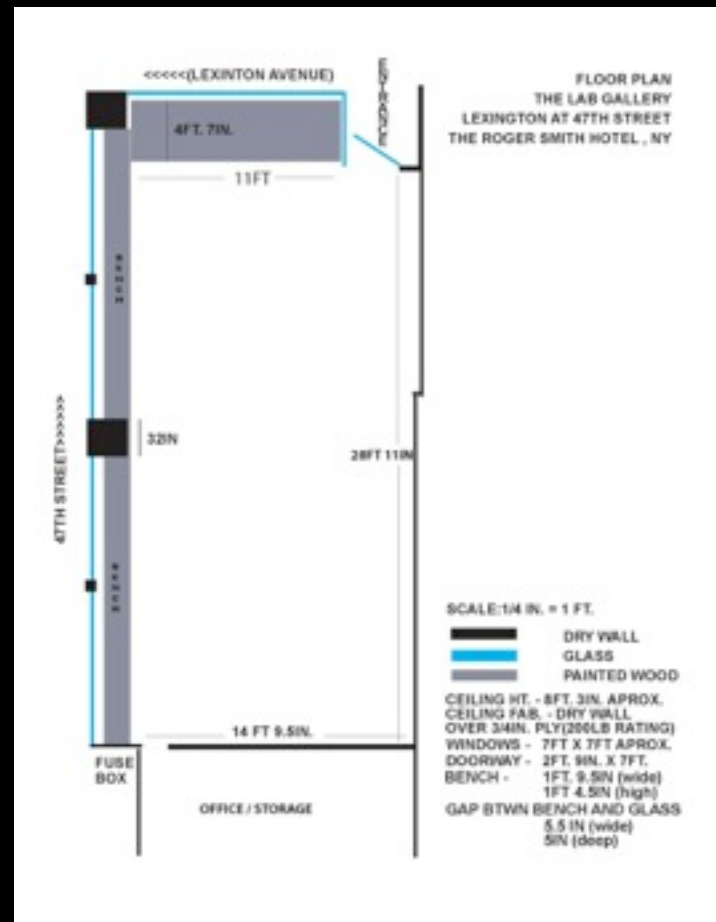 <<<<<(LEXINTON AVENUE)
ENTRANCE
FLOOR PLAN
THE LAB GALLERY
LEXINGTON AT 47TH STREET
THE ROGER SMITH HOTEL , NY
4FT. 7IN.
11FT
BENCH
32IN
28FT 11IN
47TH STREET>>>>>>
BENCH
14 FT 9.5IN.
FUSE
BOX
OFFICE / STORAGE
SCALE:1/4 IN. = 1 FT.
DRY WALL
GLASS
PAINTED WOOD
CEILING HT. - 8FT. 3IN. APROX.
CEILING FAB. - DRY WALL
OVER 3/4IN. PLY(200LB RATING)
WINDOWS - 7FT X 7FT APROX.
DOORWAY - 2FT. 9IN. X 7FT.
BENCH - 1FT. 9.5IN (wide)
1FT 4.5IN (high)
GAP BTWN BENCH AND GLASS
5.5 IN (wide)
5IN (deep)